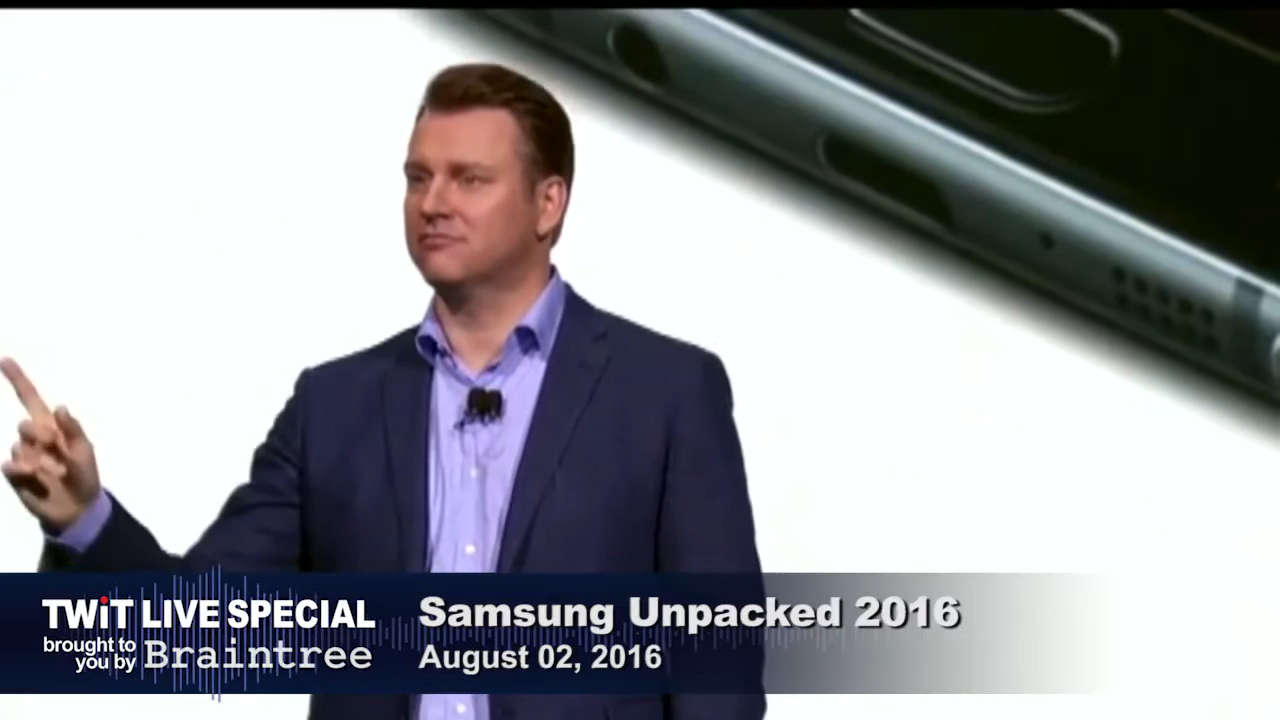 TWiT LIVE SPECIAL
brought to you by Braintree
Samsung Unpacked 2016
August 02, 2016